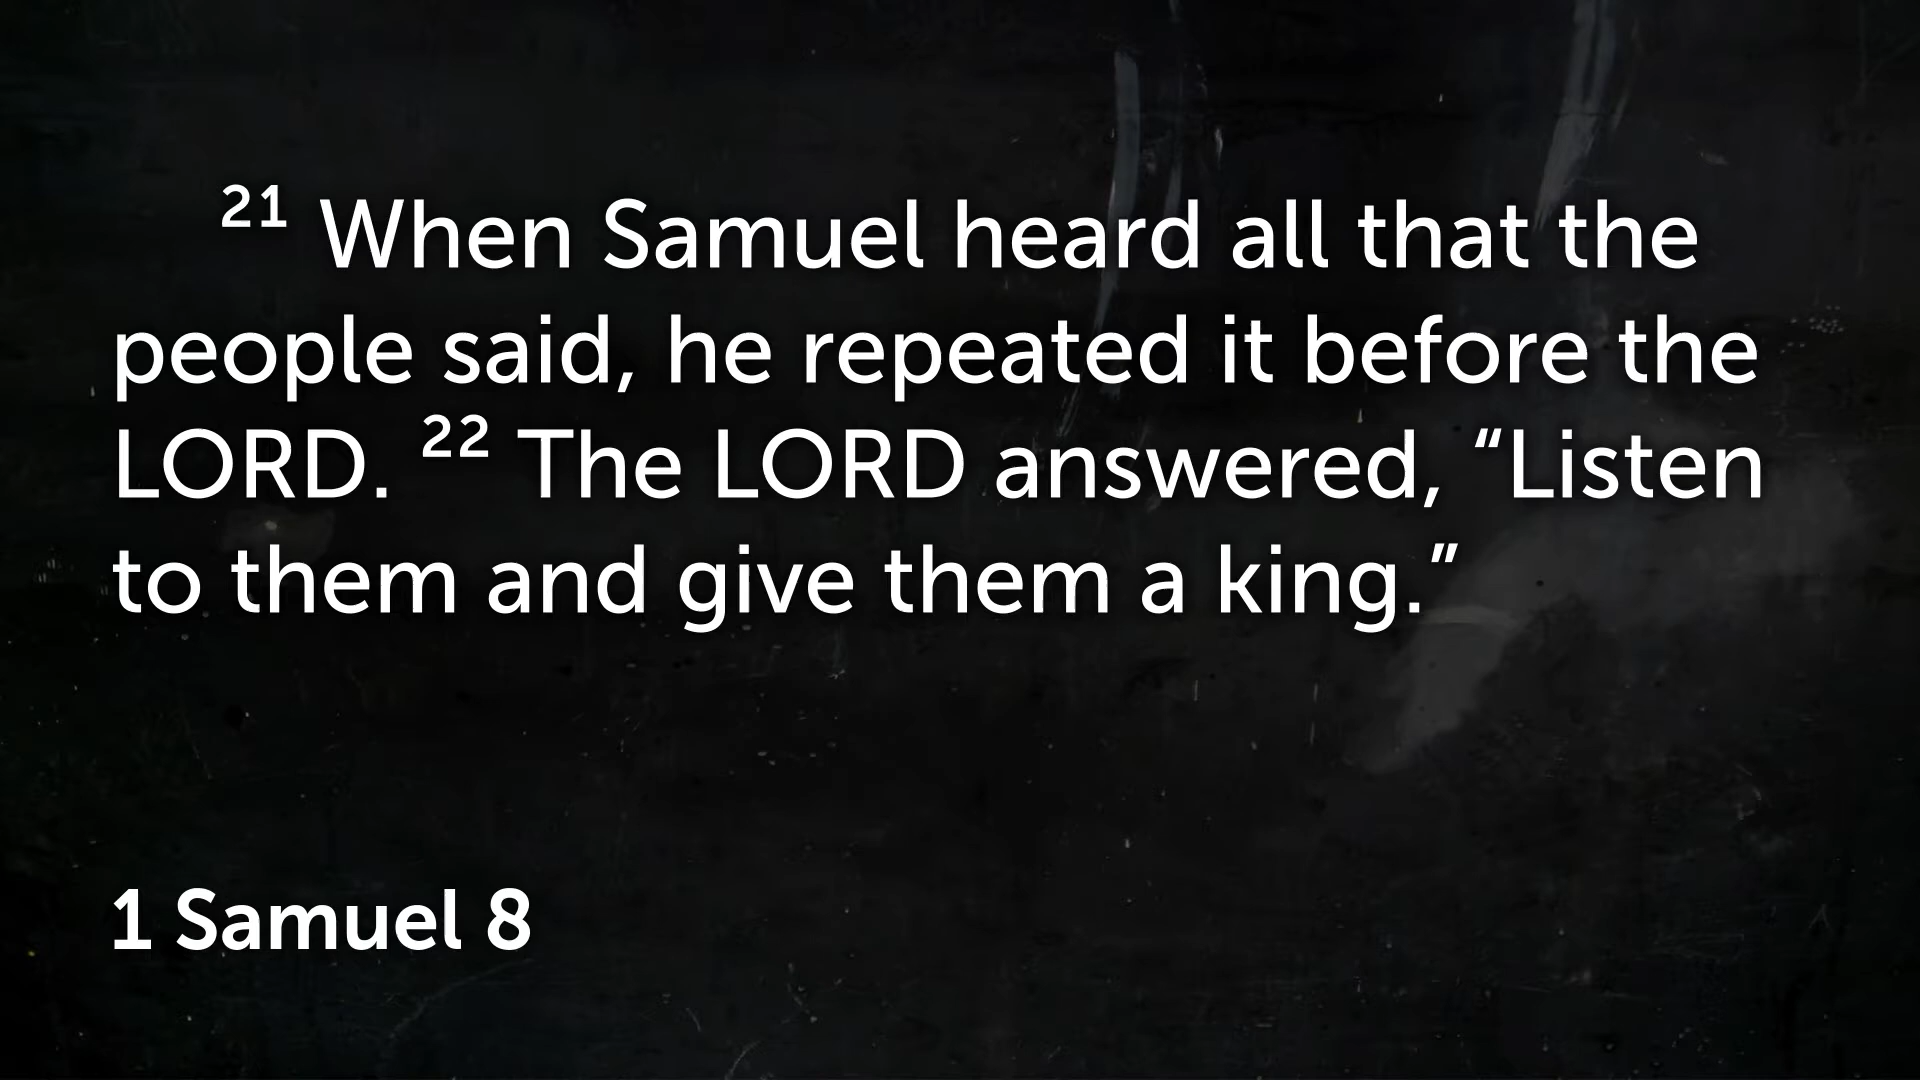 ²¹ When Samuel heard all that the
people said, he repeated it before the
LORD. ²² The LORD answered, “Listen
to them and give them a king.”
1 Samuel 8